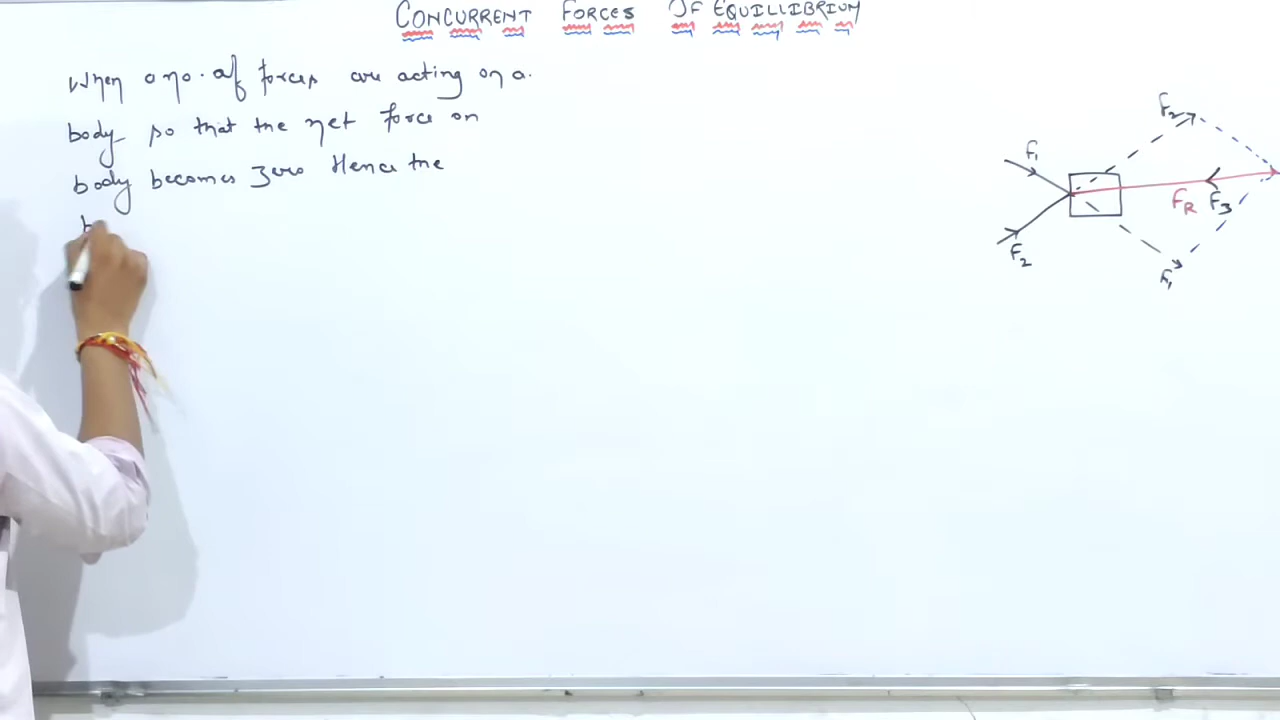 CONCURRENT FORCES OF EQUILLIBRIUM
When a no. of forces are acting on a
body so that the net force on
body becomes zero Hence the
b
F₂
F₁
FR F3
F₂
F₁